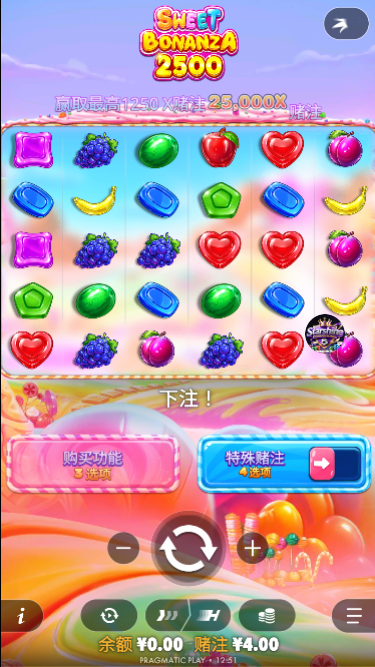 SWEET
BONANZA
2500
赢取最高1250 X赌注 25,000X 赌注
Starshine
下注！
购买功能
3 选项
特殊赌注
4 选项
i
余额 ¥0.00 赌注 ¥4.00
PRAGMATIC PLAY • 12:51